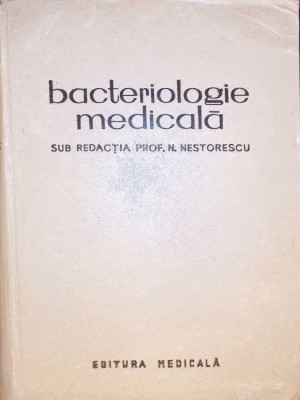 bacteriologie
medicală
SUB REDACȚIA PROF. N. NESTORESCU
EDITURA MEDICALĂ